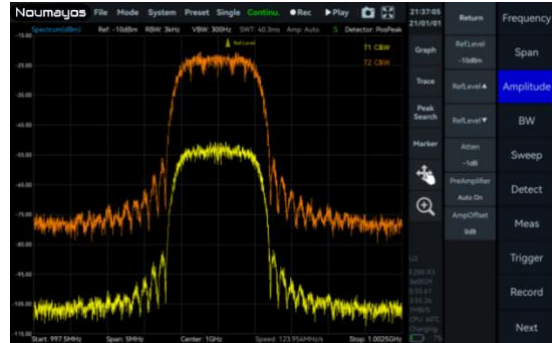 Noumayos File Mode System Preset Single Continu. ●Rec ▶Play
21:37:05
21/01/01
Return
Frequency
Spectrum(dBm) Ref: -10dBm RBW: 3kHz VBW: 300Hz SWT: 40.3ms Amp: Auto S Detector: PosPeak
RefLevel
T1 C&W
T2 C&W
Graph
RefLevel
-10dBm
Span
Trace
RefLevel▲
Amplitude
Peak
Search
RefLevel▼
BW
Marker
Atten
-1dB
Sweep
PreAmplifier
Auto On
Detect
AmpOffset
0dB
Meas
Trigger
Record
Next
-15.00
-25.00
-35.00
-45.00
-55.00
-65.00
-75.00
-85.00
-95.00
-105.00
-115.00
Charging
Start: 997.5MHz Span: 5MHz Center: 1GHz Speed: 123.954MHz/s Stop: 1.0025GHz